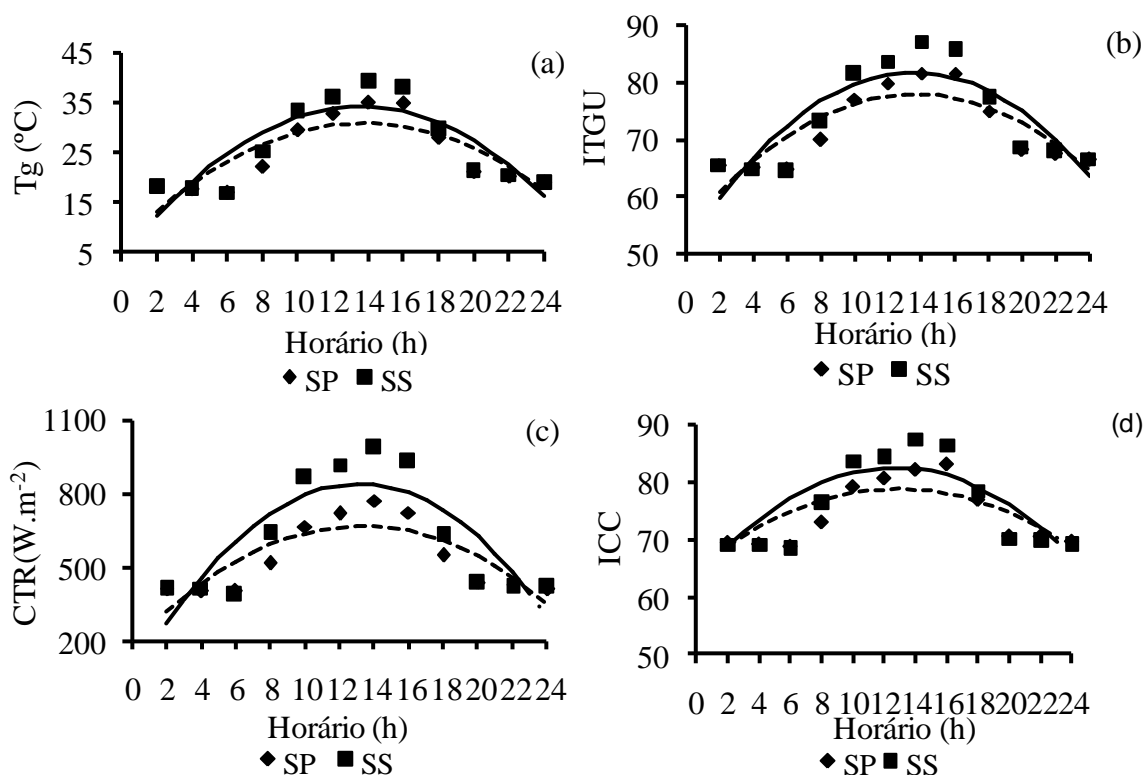 (a)
Tg (ºC)
45
35
25
15
5
0 2 4 6 8 10 12 14 16 18 20 22 24
Horário (h)
SP SS
(b)
ITGU
90
80
70
60
50
0 2 4 6 8 10 12 14 16 18 20 22 24
Horário (h)
SP SS
(c)
CTR(W.m-2)
1100
800
500
200
0 2 4 6 8 10 12 14 16 18 20 22 24
Horário (h)
SP SS
(d)
ICC
90
80
70
60
50
0 2 4 6 8 10 12 14 16 18 20 22 24
Horário (h)
SP SS